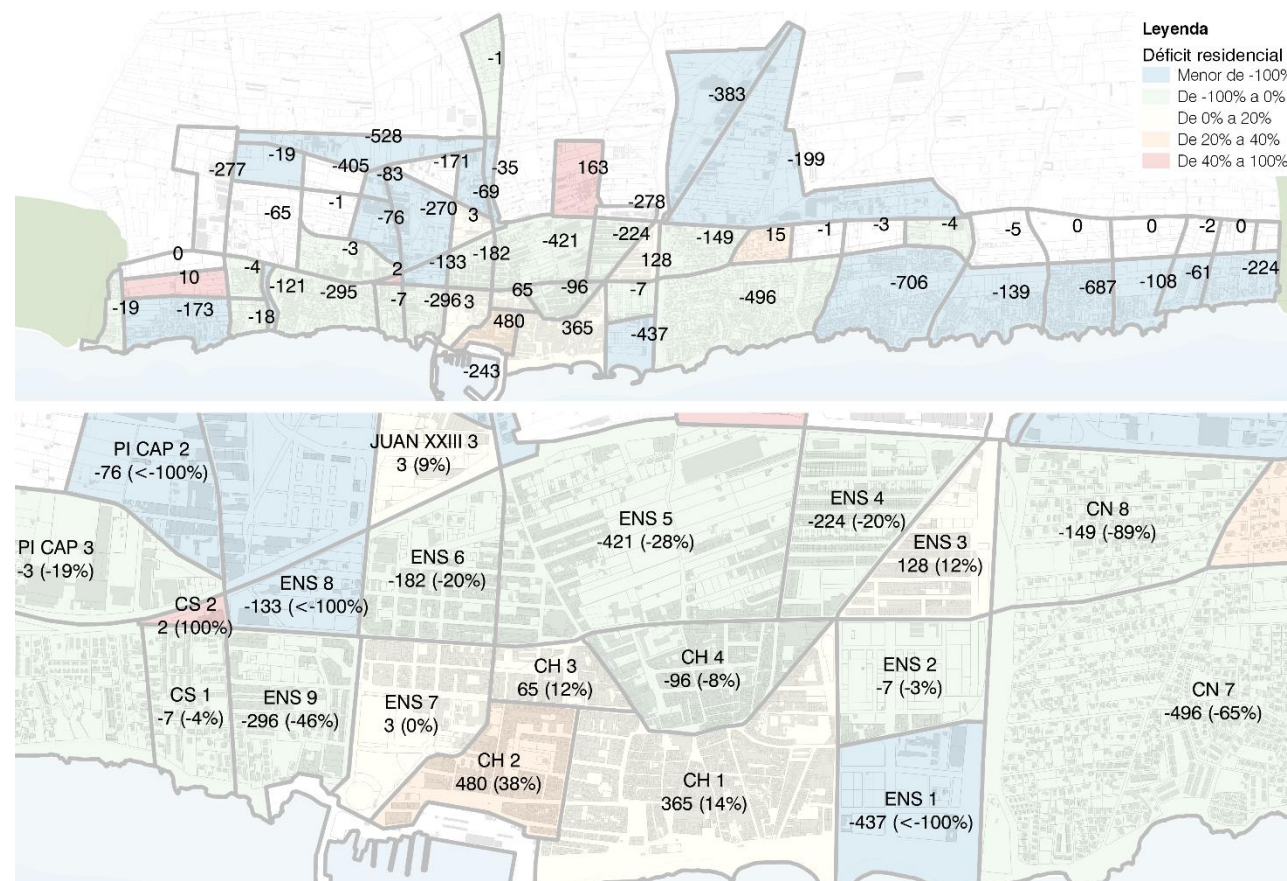 Leyenda
Déficit residencial
Menor de -100%
De -100% a 0%
De 0% a 20%
De 20% a 40%
De 40% a 100%
-1
-383
-528
-19
-405
-171
-35
163
-199
-277
-83
-69
-278
-1
-65
-76
-270
3
-224
-421
-149
15
-1
-3
-4
-5
0
0
-2
0
-3
-182
128
0
-4
2
-133
10
-121
-295
-7
-296
3
65
-96
-7
-496
-706
-139
-687
-108
-61
-224
-19
-173
-18
480
365
-437
-243
PI CAP 2
-76 (<-100%)
JUAN XXIII 3
3 (9%)
ENS 5
-421 (-28%)
ENS 4
-224 (-20%)
CN 8
-149 (-89%)
PI CAP 3
-3 (-19%)
ENS 6
-182 (-20%)
ENS 3
128 (12%)
ENS 8
-133 (<-100%)
CS 2
2 (100%)
CH 3
65 (12%)
CH 4
-96 (-8%)
ENS 2
-7 (-3%)
CS 1
-7 (-4%)
ENS 9
-296 (-46%)
ENS 7
3 (0%)
CN 7
-496 (-65%)
CH 2
480 (38%)
CH 1
365 (14%)
ENS 1
-437 (<-100%)